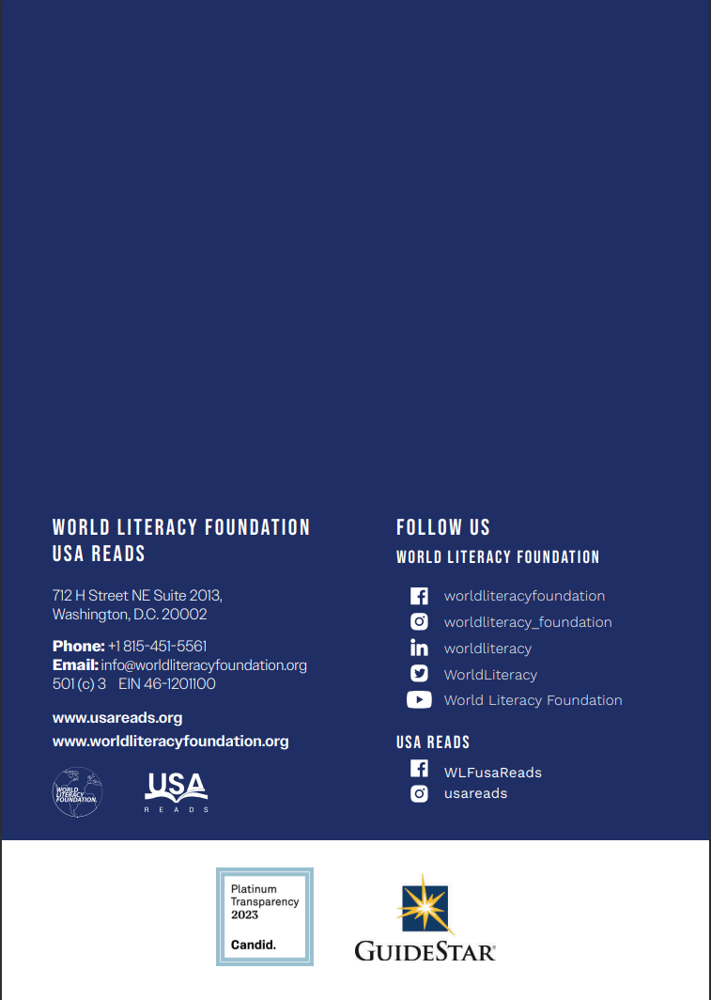 WORLD LITERACY FOUNDATION
USA READS
712 H Street NE Suite 2013,
Washington, D.C. 20002
Phone: +1 815-451-5561
Email: info@worldliteracyfoundation.org
501 (c) 3 EIN 46-1201100
www.usareads.org
www.worldliteracyfoundation.org
WORLD
LITERACY
FOUNDATION.
USA
READS
FOLLOW US
WORLD LITERACY FOUNDATION
worldliteracyfoundation
worldliteracy_foundation
worldliteracy
WorldLiteracy
World Literacy Foundation
USA READS
WLFusaReads
usareads
Platinum
Transparency
2023
Candid.
GUIDESTAR